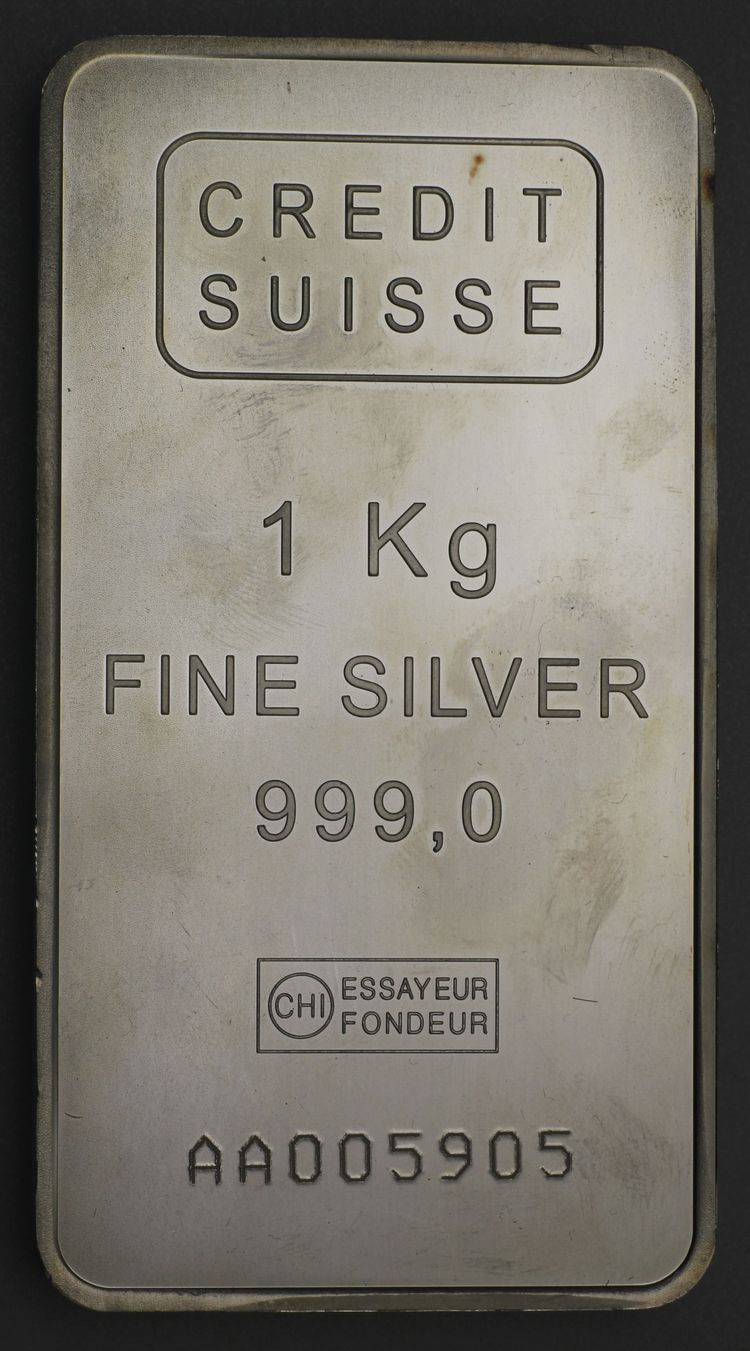 CREDIT
SUISSE
1 Kg
FINE SILVER
999,0
CHI ESSAYEUR
FONDEUR
AA005905